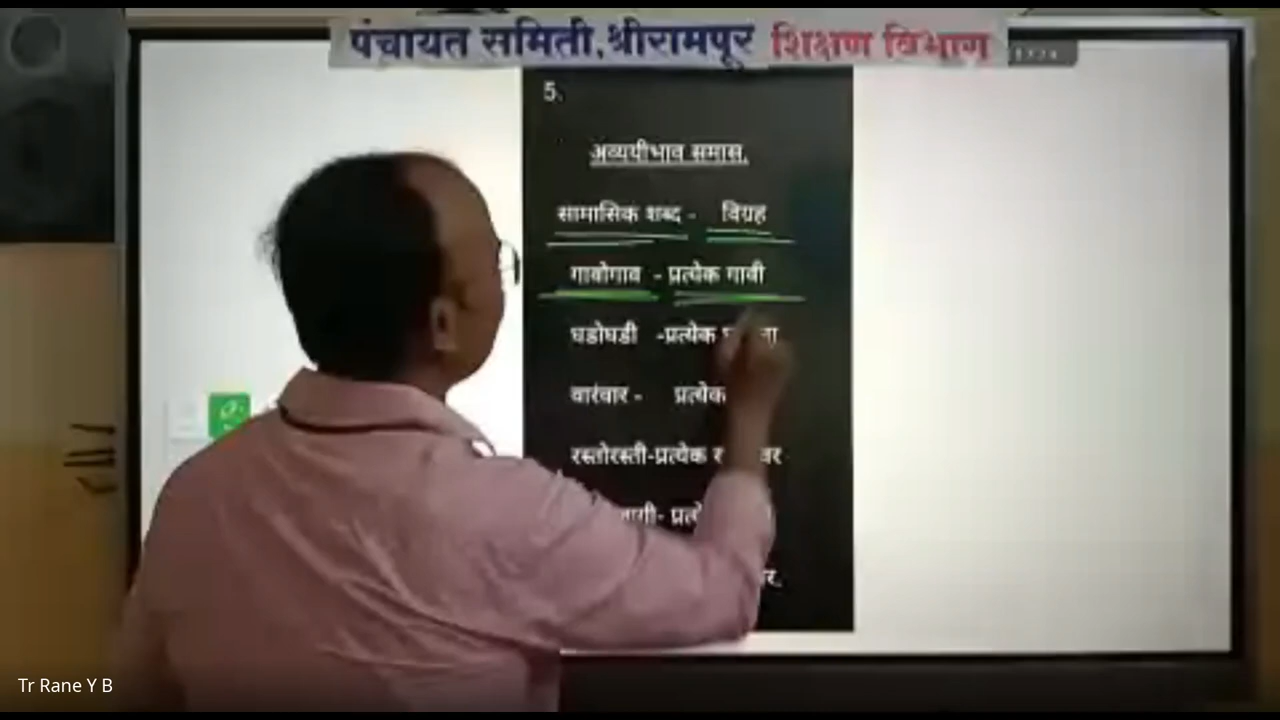 पंचायत समिती,श्रीरामपूर शिक्षण विभाग
5.
अव्ययीभाव समास.
सामासिक शब्द - विग्रह
गावोगाव - प्रत्येक गावी
घडोघडी -प्रत्येक
वारंवार - प्रत्येक
रस्तोरस्ती-प्रत्येक
Tr Rane Y B